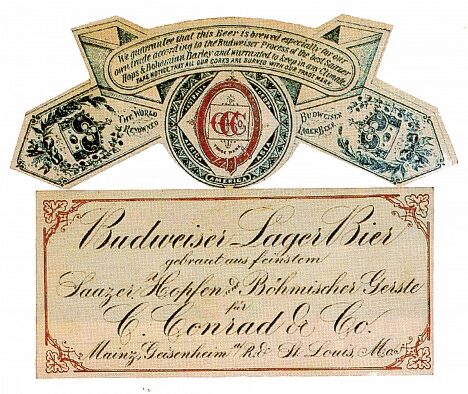 We guarantee that this Beer is brewed especially for our
own trade according to the Budweiser Process of the best Saazer
Hops & Bohemian Barley and warranted to keep in any climate
TAKE NOTICE THAT ALL OUR CORKS ARE BURNED WITH OUR TRADE MARK
THE WORLD
RENOWNED
CCC
TRADE MARK
AMERICA
BUDWEISER
LAGER BEER
Budweiser Lager Bier
gebraut aus feinstem
Saazer Hopfen & Böhmischer Gerste
für
C. Conrad & Co.
Mainz, Geisenheim a/R. & St. Louis, Mo.